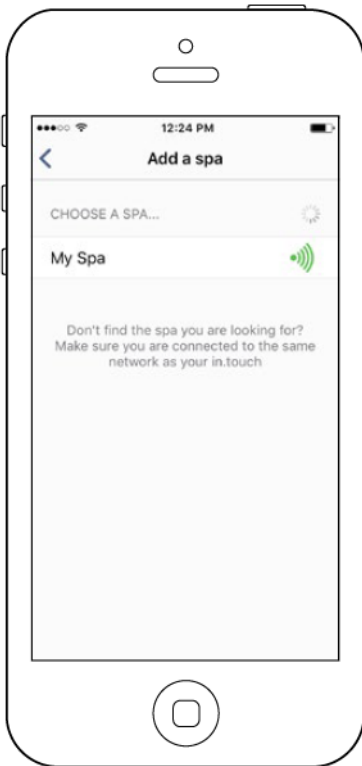 12:24 PM
Add a spa
CHOOSE A SPA...
My Spa
Don't find the spa you are looking for?
Make sure you are connected to the same
network as your in.touch